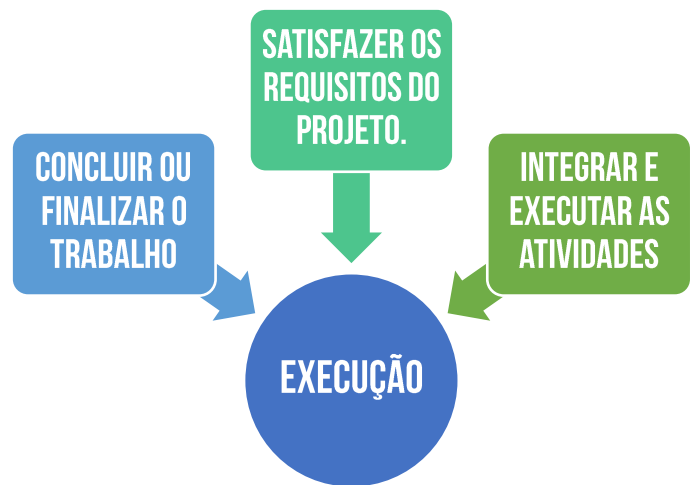 SATISFAZER OS
REQUISITOS DO
PROJETO.
CONCLUIR OU
FINALIZAR O
TRABALHO
INTEGRAR E
EXECUTAR AS
ATIVIDADES
EXECUÇÃO